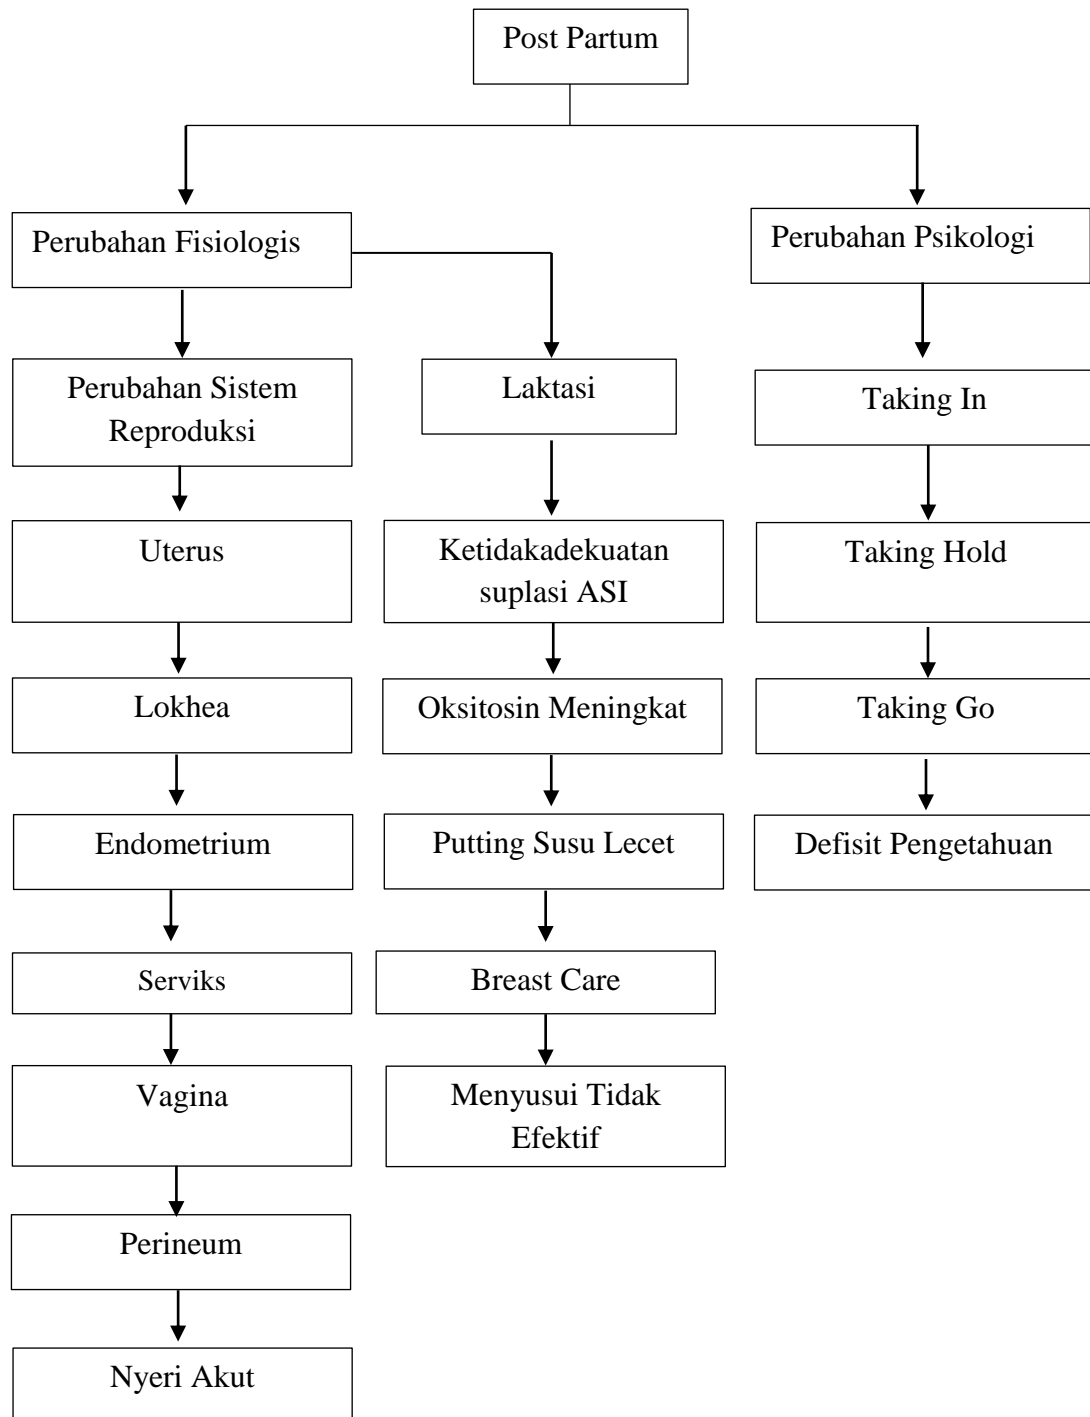 Post Partum
Perubahan Fisiologis
Perubahan Psikologi
Perubahan Sistem
Reproduksi
Laktasi
Taking In
Uterus
Ketidakadekuatan
suplasi ASI
Taking Hold
Lokhea
Oksitosin Meningkat
Taking Go
Endometrium
Putting Susu Lecet
Defisit Pengetahuan
Serviks
Breast Care
Vagina
Menyusui Tidak
Efektif
Perineum
Nyeri Akut